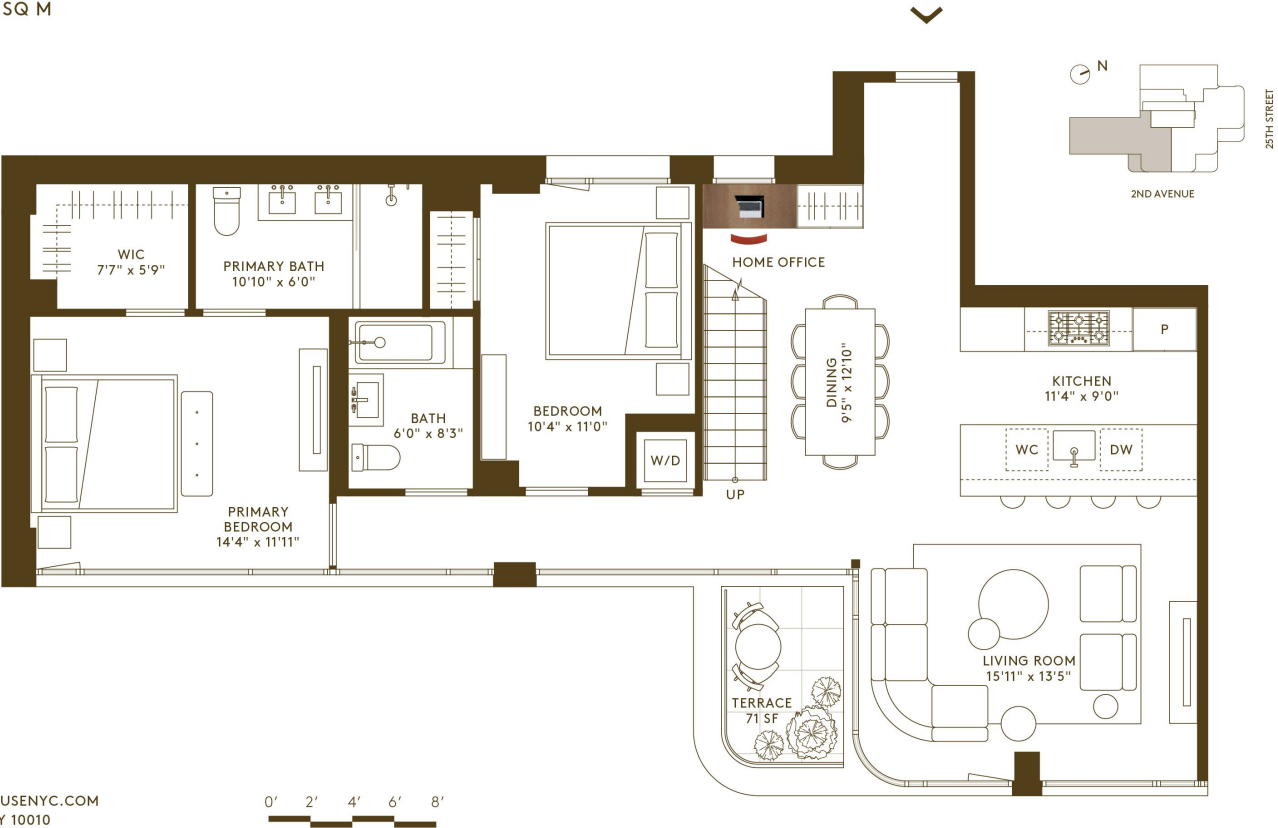 SQ M
N
25TH STREET
2ND AVENUE
WIC
7'7" x 5'9"
PRIMARY BATH
10'10" x 6'0"
HOME OFFICE
DINING
9'5" x 12'10"
P
KITCHEN
11'4" x 9'0"
BATH
6'0" x 8'3"
BEDROOM
10'4" x 11'0"
W/D
WC
DW
UP
PRIMARY
BEDROOM
14'4" x 11'11"
LIVING ROOM
15'11" x 13'5"
TERRACE
71 SF
USENYC.COM
Y 10010
0' 2' 4' 6' 8'